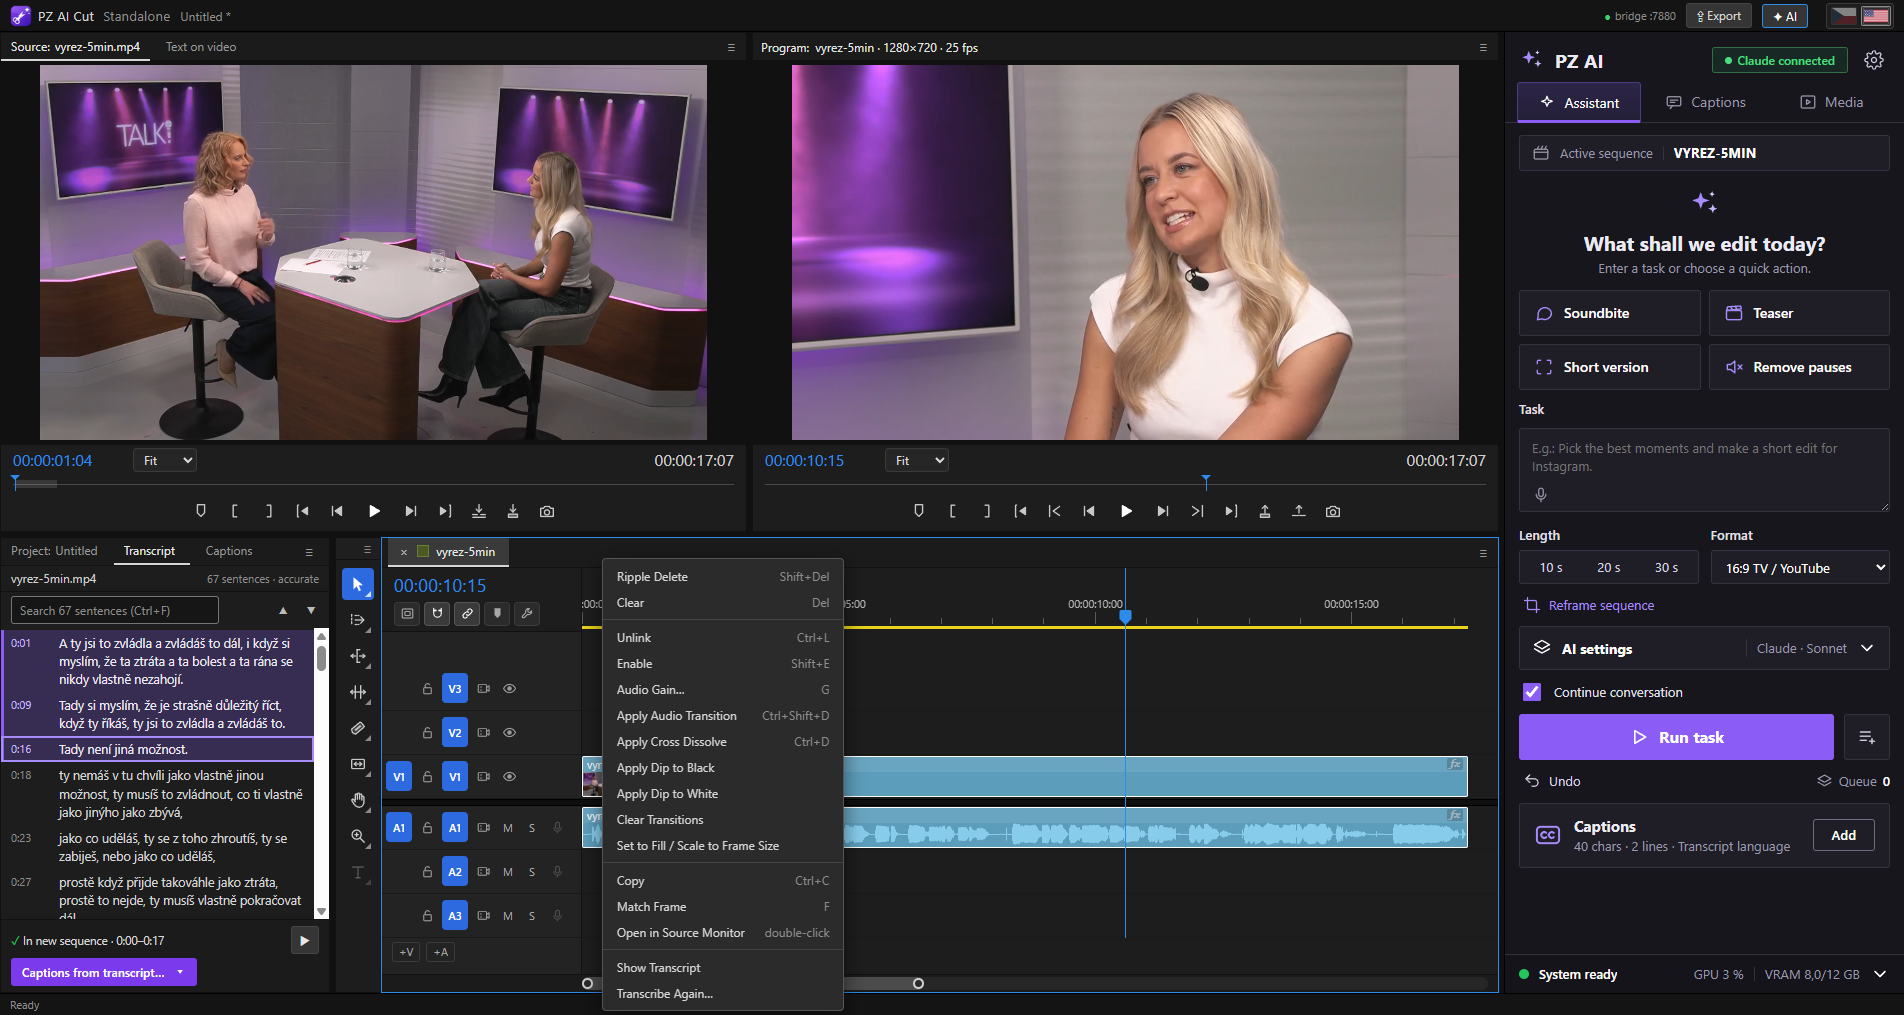 PZ AI Cut Standalone Untitled *
bridge :7880 Export AI
Source: vyrez-5min.mp4 Text on video
TALK!
00:00:01:04 Fit 00:00:17:07
Program: vyrez-5min · 1280×720 · 25 fps
00:00:10:15 Fit 00:00:17:07
Project: Untitled Transcript Captions
vyrez-5min.mp4 67 sentences · accurate
Search 67 sentences (Ctrl+F)
0:01 A ty jsi to zvládla a zvládáš to dál, i když si
myslím, že ta ztráta a ta bolest a ta rána se
nikdy vlastně nezahojí.
0:09 Tady si myslím, že je strašně důležitý říct,
když ty říkáš, ty jsi to zvládla a zvládáš to.
0:16 Tady není jiná možnost.
0:18 ty nemáš v tu chvíli jako vlastně jinou
možnost, ty musíš to zvládnout, co ti vlastně
jako jinýho jako zbývá,
0:23 jako co uděláš, ty se z toho zhroutíš, ty se
zabiješ, nebo jako co uděláš,
0:27 prostě když přijde takováhle jako ztráta,
prostě to nejde, ty musíš vlastně pokračovat
dál
In new sequence · 0:00–0:17
Captions from transcript...
Ready
vyrez-5min
00:00:10:15
:00:0 05:00 00:00:10:00 00:00:15:00
V3
V2
V1 V1 vyr fx
A1 A1 M S vyr fx
A2 M S
A3 M S
+V +A
Ripple Delete Shift+Del
Clear Del
Unlink Ctrl+L
Enable Shift+E
Audio Gain... G
Apply Audio Transition Ctrl+Shift+D
Apply Cross Dissolve Ctrl+D
Apply Dip to Black
Apply Dip to White
Clear Transitions
Set to Fill / Scale to Frame Size
Copy Ctrl+C
Match Frame F
Open in Source Monitor double-click
Show Transcript
Transcribe Again...
PZ AI Claude connected
Assistant Captions Media
Active sequence VYREZ-5MIN
What shall we edit today?
Enter a task or choose a quick action.
Soundbite Teaser
Short version Remove pauses
Task
E.g.: Pick the best moments and make a short edit for
Instagram.
Length Format
10 s 20 s 30 s 16:9 TV / YouTube
Reframe sequence
AI settings Claude · Sonnet
Continue conversation
Run task
Undo Queue 0
CC Captions Add
40 chars · 2 lines · Transcript language
System ready GPU 3 % VRAM 8,0/12 GB